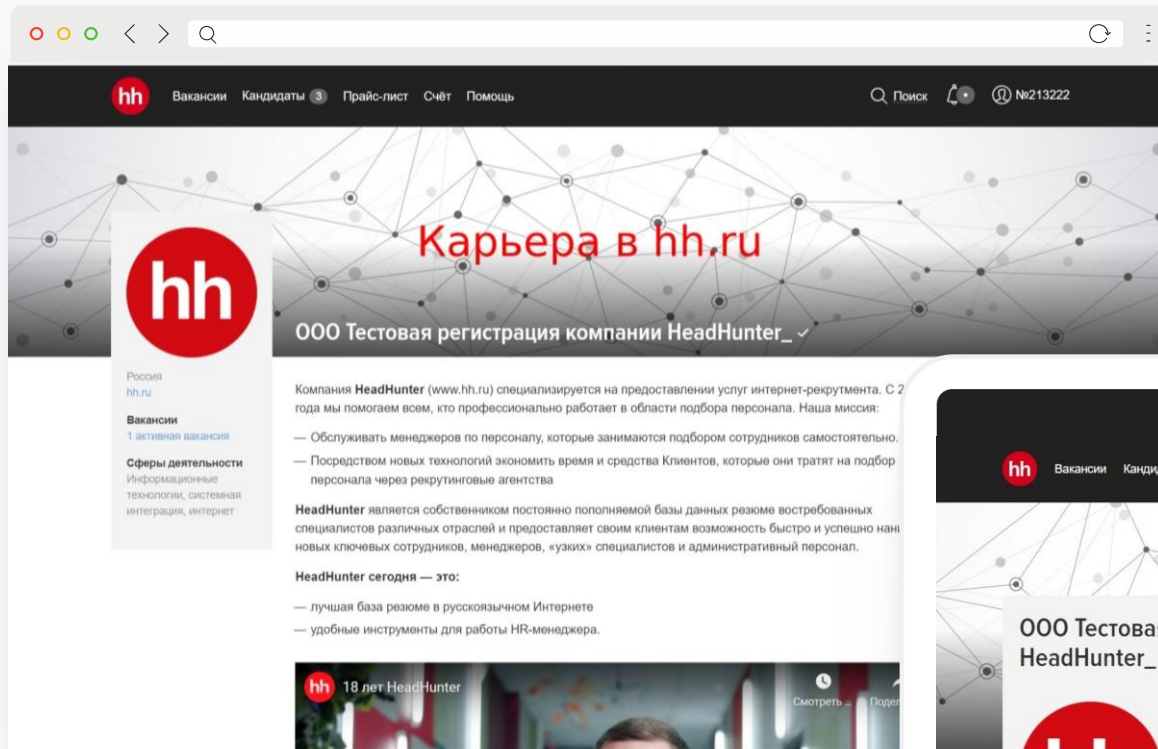 hh
Вакансии Кандидаты 3 Прайс-лист Счёт Помощь
Поиск №213222
Карьера в hh.ru
hh
ООО Тестовая регистрация компании HeadHunter_
Россия
hh.ru
Вакансии
1 активная вакансия
Сферы деятельности
Информационные
технологии, системная
интеграция, интернет
Компания HeadHunter (www.hh.ru) специализируется на предоставлении услуг интернет-рекрутмента. С 2
года мы помогаем всем, кто профессионально работает в области подбора персонала. Наша миссия:
— Обслуживать менеджеров по персоналу, которые занимаются подбором сотрудников самостоятельно.
— Посредством новых технологий экономить время и средства Клиентов, которые они тратят на подбор
персонала через рекрутинговые агентства
HeadHunter является собственником постоянно пополняемой базы данных резюме востребованных
специалистов различных отраслей и предоставляет своим клиентам возможность быстро и успешно нани
новых ключевых сотрудников, менеджеров, «узких» специалистов и административный персонал.
HeadHunter сегодня — это:
— лучшая база резюме в русскоязычном Интернете
— удобные инструменты для работы HR-менеджера.
hh 18 лет HeadHunter
Смотреть ... Подел
hh Вакансии Канди
ООО Тестова
HeadHunter_
hh